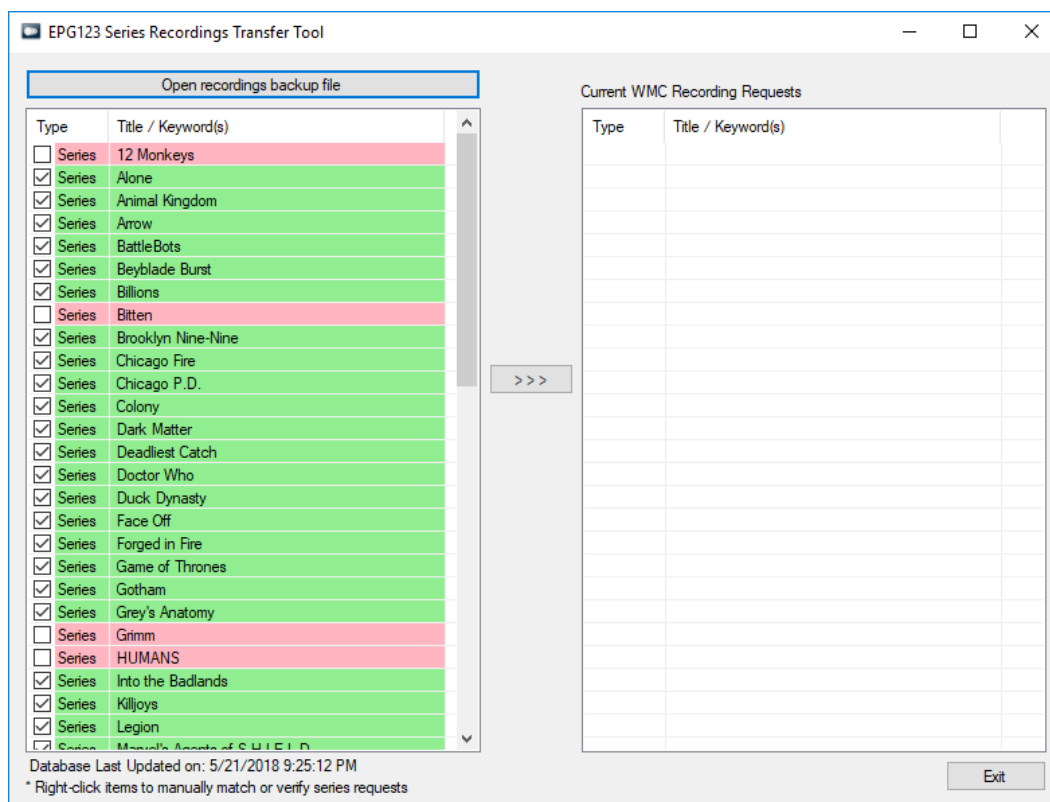 EPG123 Series Recordings Transfer Tool
Open recordings backup file
Type Title / Keyword(s)
Series 12 Monkeys
Series Alone
Series Animal Kingdom
Series Arrow
Series BattleBots
Series Beyblade Burst
Series Billions
Series Bitten
Series Brooklyn Nine-Nine
Series Chicago Fire
Series Chicago P.D.
Series Colony
Series Dark Matter
Series Deadliest Catch
Series Doctor Who
Series Duck Dynasty
Series Face Off
Series Forged in Fire
Series Game of Thrones
Series Gotham
Series Grey's Anatomy
Series Grimm
Series HUMANS
Series Into the Badlands
Series Killjoys
Series Legion
Series Marvel's Agents of S.H.I.E.L.D.
Database Last Updated on: 5/21/2018 9:25:12 PM
* Right-click items to manually match or verify series requests
>>>
Current WMC Recording Requests
Type Title / Keyword(s)
Exit